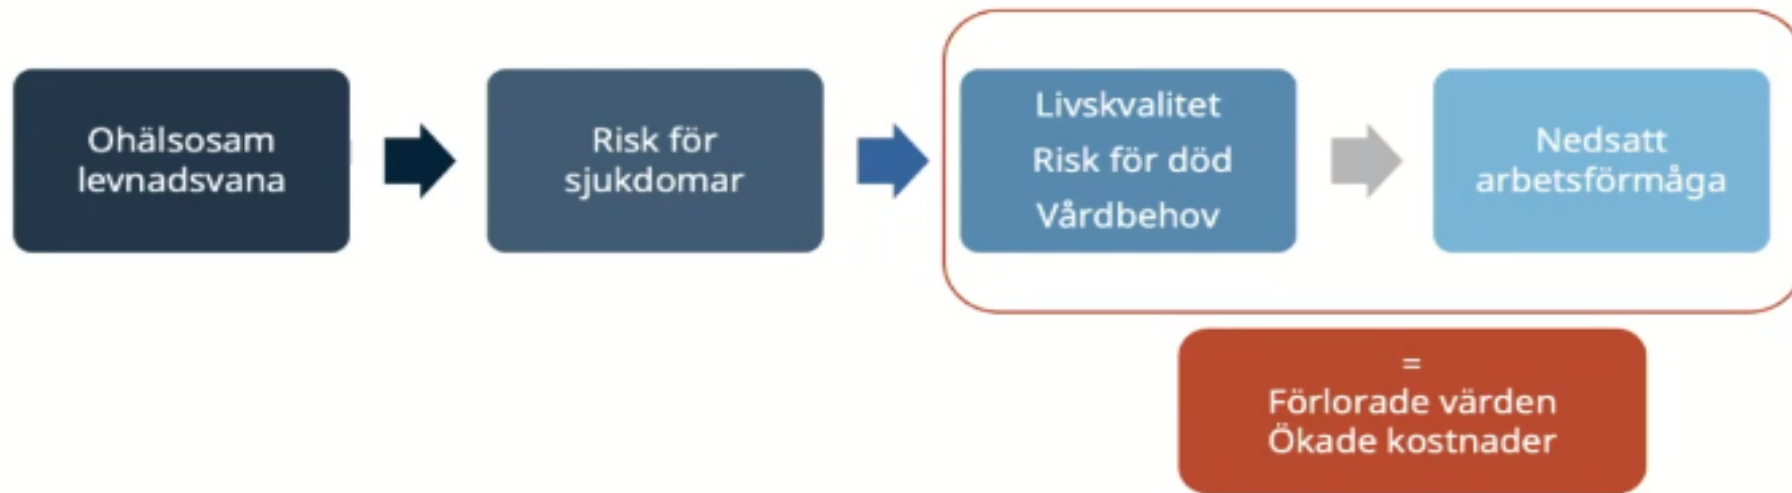 Ohälsosam
levnadsvana
Risk för
sjukdomar
Livskvalitet
Risk för död
Vårdbehov
Nedsatt
arbetsförmåga
=
Förlorade värden
Ökade kostnader